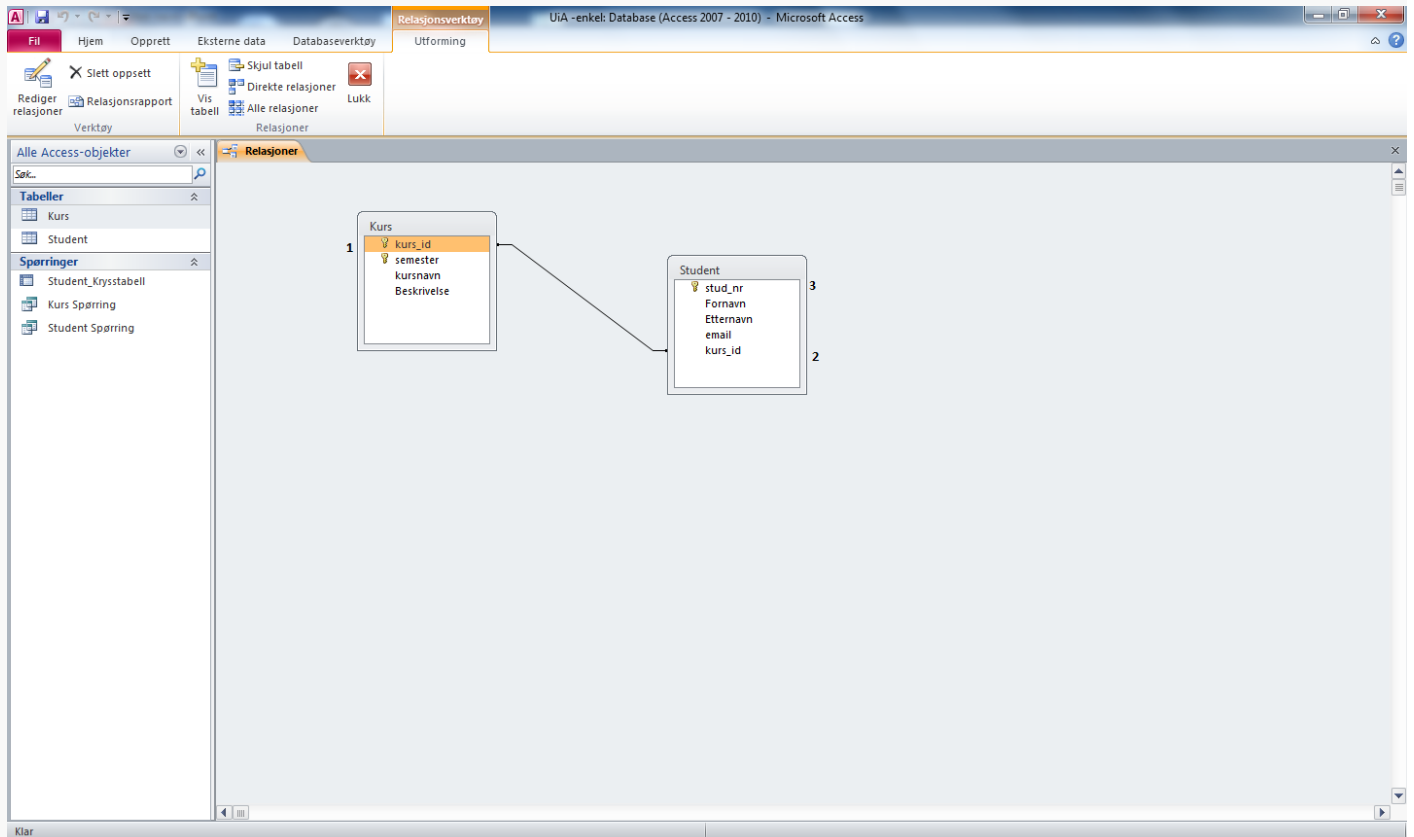 UiA -enkel: Database (Access 2007 - 2010) - Microsoft Access
Relasjonsverktøy
Fil Hjem Opprett Eksterne data Databaseverktøy Utforming
Rediger relasjoner
Slett oppsett
Relasjonsrapport
Verktøy
Vis tabell
Skjul tabell
Direkte relasjoner
Alle relasjoner
Lukk
Relasjoner
Alle Access-objekter
Søk...
Tabeller
Kurs
Student
Spørringer
Student_Krysstabell
Kurs Spørring
Student Spørring
Relasjoner
Kurs
1
kurs_id
semester
kursnavn
Beskrivelse
Student
stud_nr
3
Fornavn
Etternavn
email
kurs_id
2
Klar